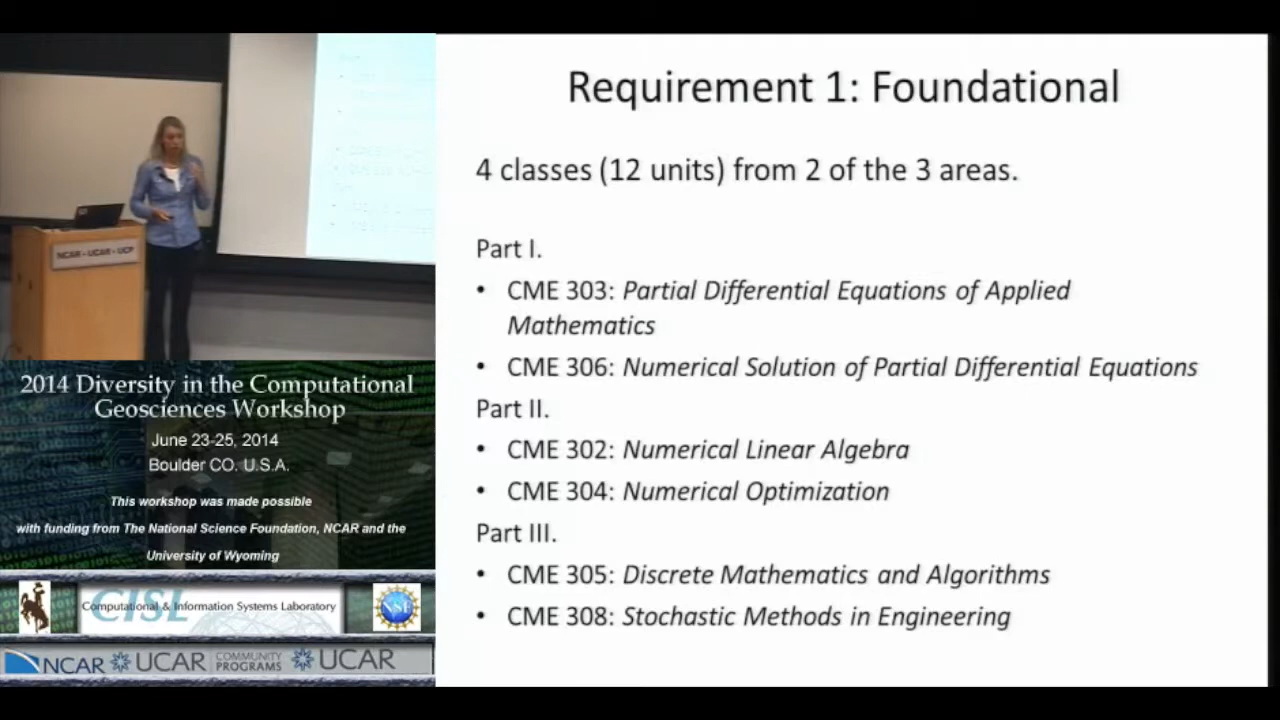 Requirement 1: Foundational
4 classes (12 units) from 2 of the 3 areas.
Part I.
• CME 303: Partial Differential Equations of Applied
Mathematics
• CME 306: Numerical Solution of Partial Differential Equations
Part II.
• CME 302: Numerical Linear Algebra
• CME 304: Numerical Optimization
Part III.
• CME 305: Discrete Mathematics and Algorithms
• CME 308: Stochastic Methods in Engineering
NCAR • UCAR • UCP
2014 Diversity in the Computational
Geosciences Workshop
June 23-25, 2014
Boulder CO. U.S.A.
This workshop was made possible
with funding from The National Science Foundation, NCAR and the
University of Wyoming
CISL
Computational & Information Systems Laboratory
NSF
NCAR UCAR COMMUNITY PROGRAMS UCAR